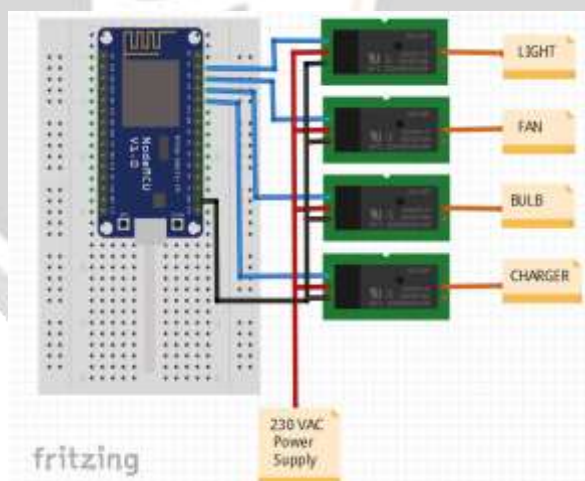 LIGHT
FAN
BULB
CHARGER
NodeMCU
V1.0
230 VAC
Power
Supply
fritzing